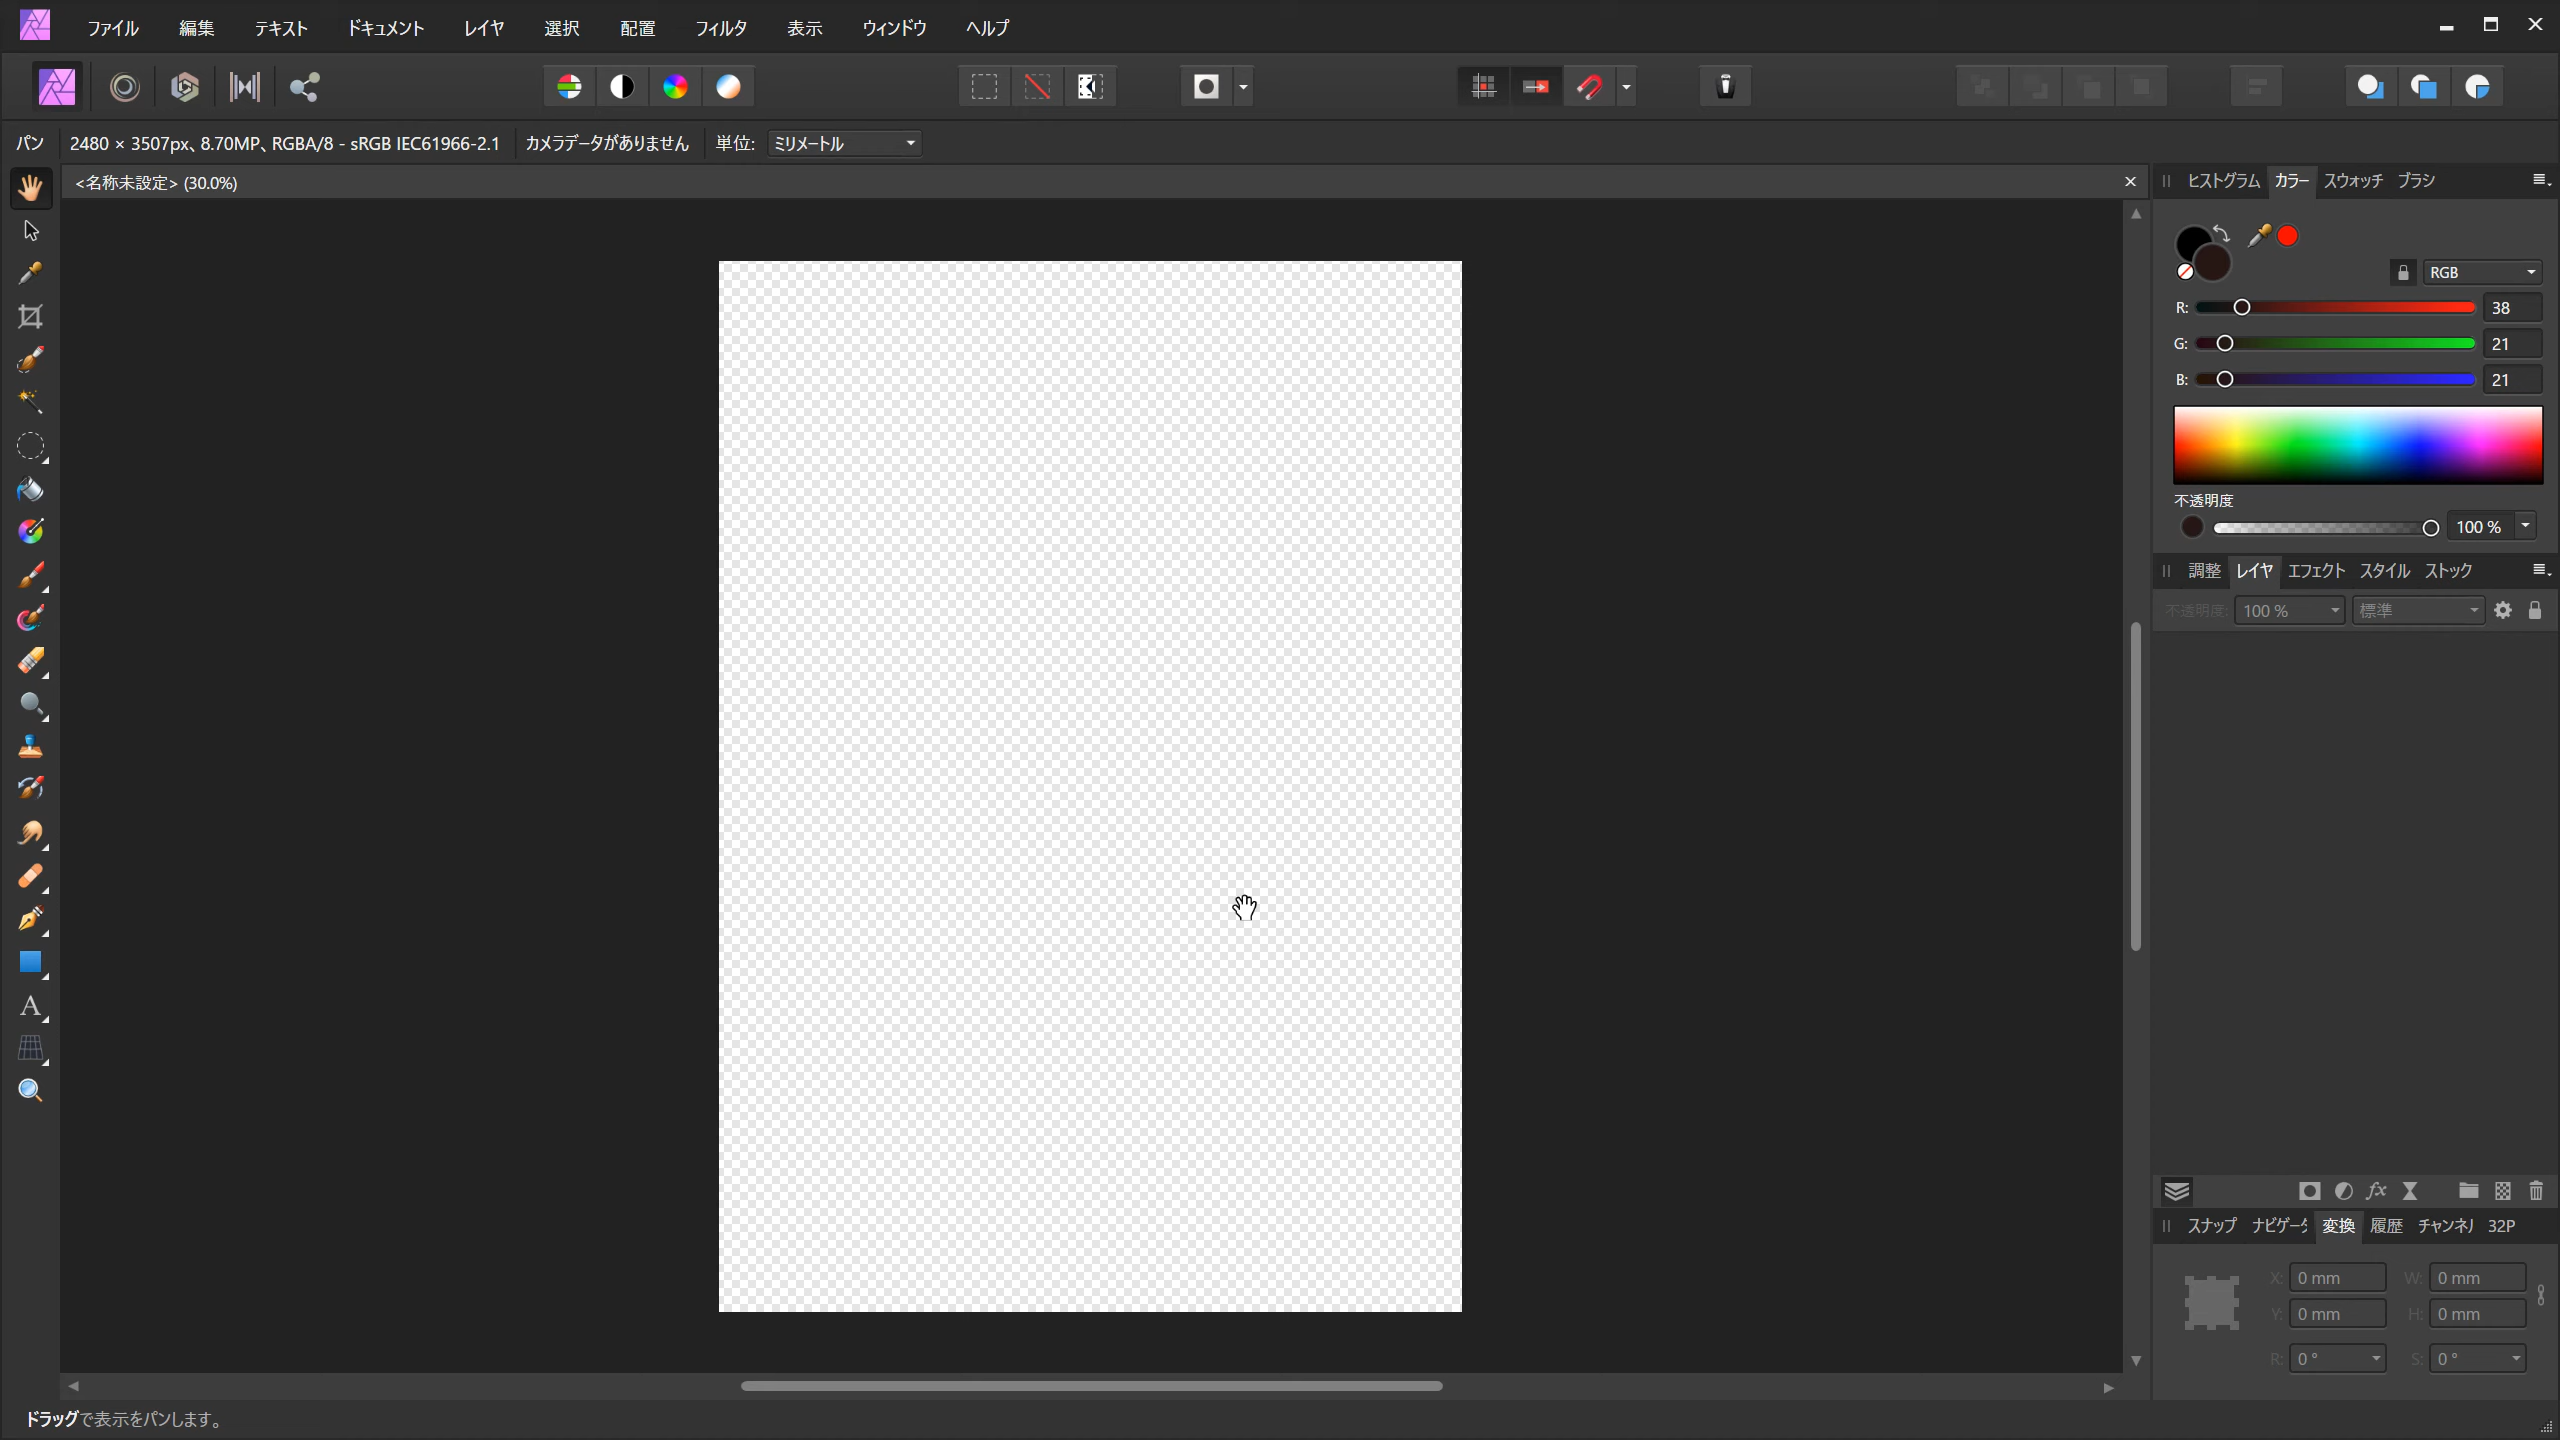 ファイル 編集 テキスト ドキュメント レイヤ 選択 配置 フィルタ 表示 ウィンドウ ヘルプ
パン 2480 × 3507px、8.70MP、RGBA/8 - sRGB IEC61966-2.1 カメラデータがありません 単位: ミリメートル
<名称未設定> (30.0%)
ヒストグラム カラー スウォッチ ブラシ
RGB
R: 38
G: 21
B: 21
不透明度
100 %
調整 レイヤ エフェクト スタイル ストック
不透明度: 100 % 標準
fx
スナップ ナビゲータ 変換 履歴 チャンネル 32P
X: 0 mm W: 0 mm
Y: 0 mm H: 0 mm
R: 0 ° S: 0 °
A
ドラッグで表示をパンします。